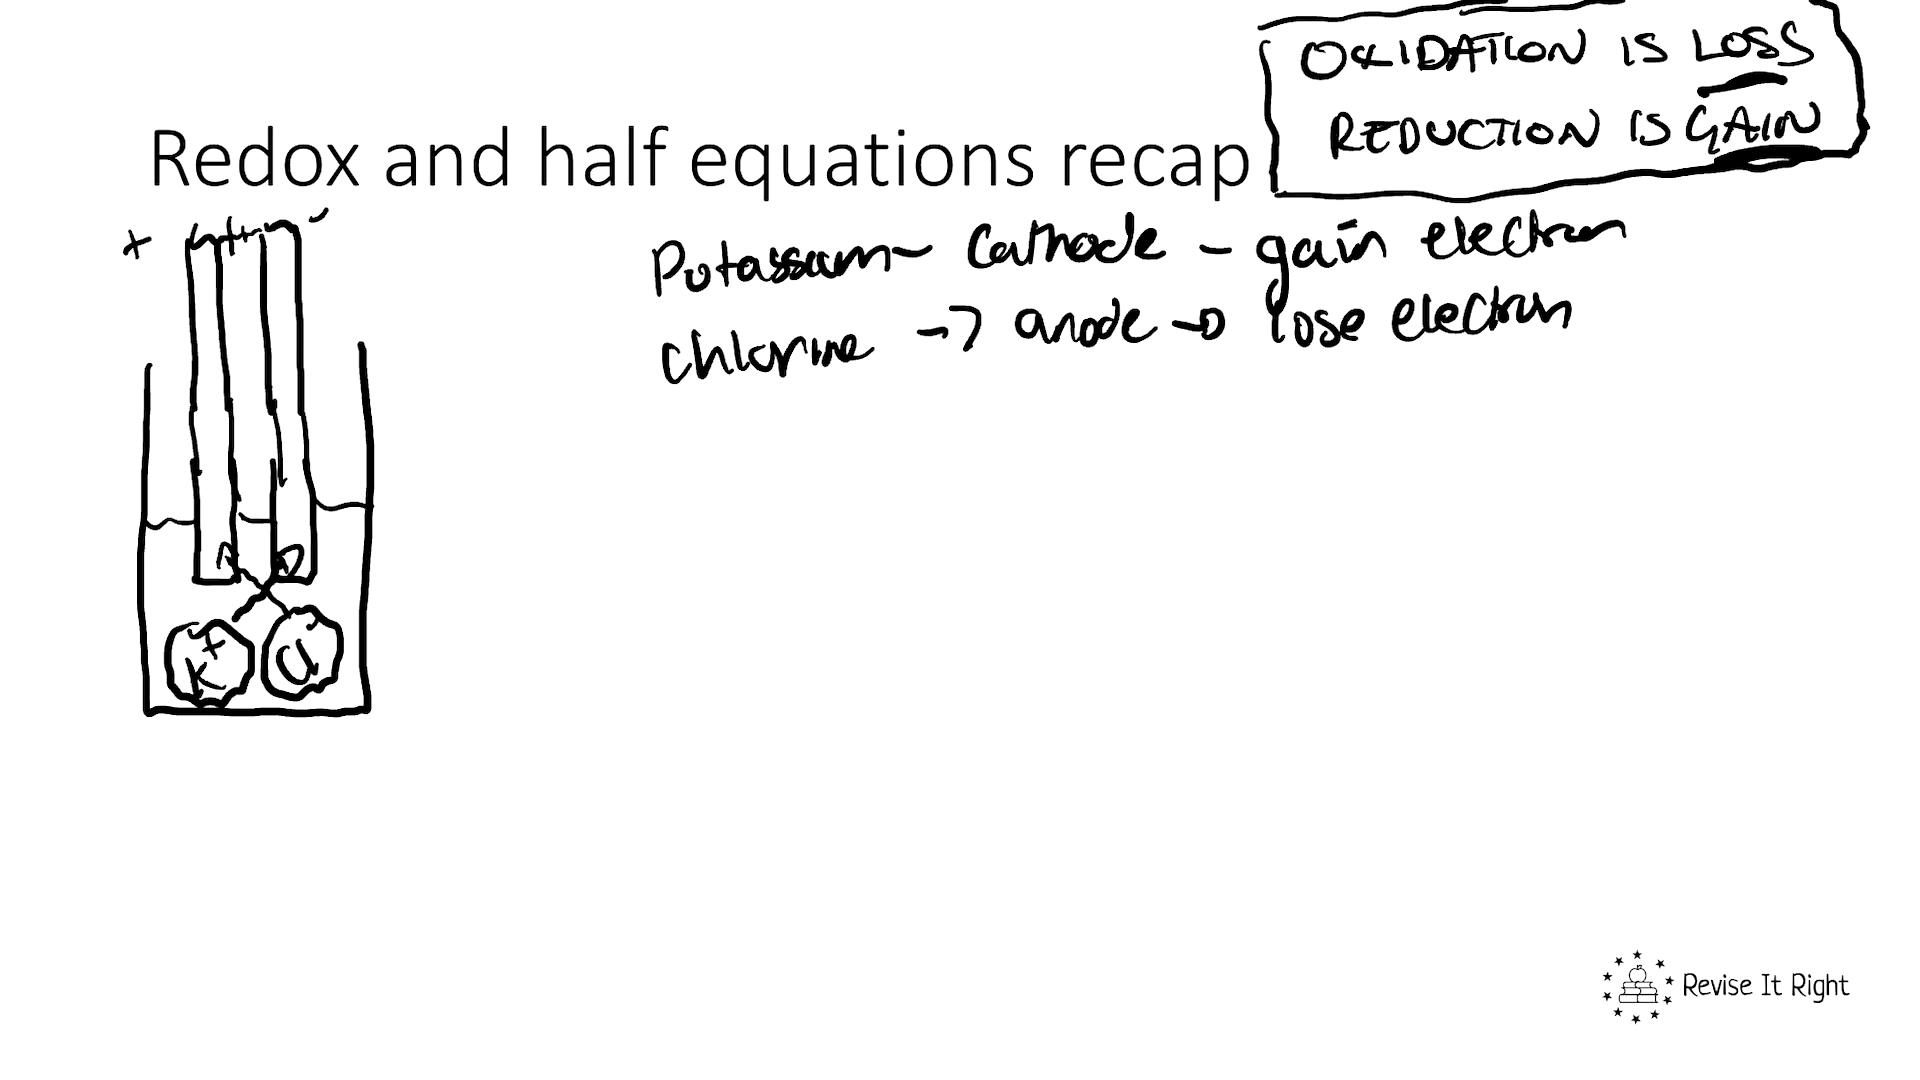 OXIDATION IS LOSS
REDUCTION IS GAIN
Redox and half equations recap
+ -
Potassium - Cathode - gain electron
chlorine → anode → lose electron
K+ Cl-
Revise It Right